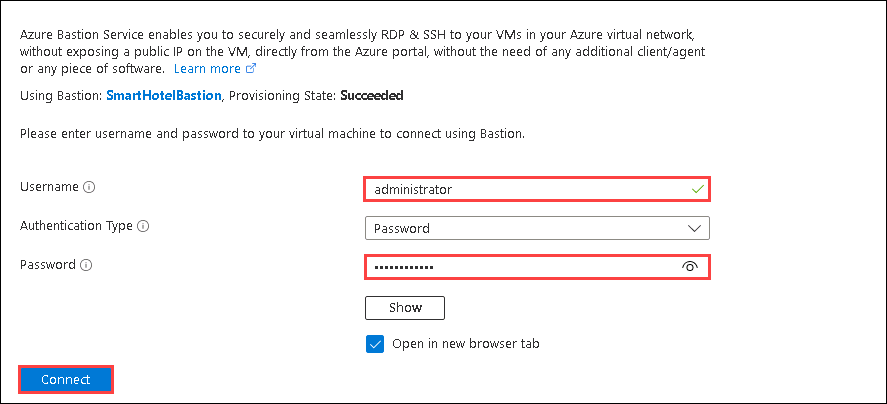 Azure Bastion Service enables you to securely and seamlessly RDP & SSH to your VMs in your Azure virtual network,
without exposing a public IP on the VM, directly from the Azure portal, without the need of any additional client/agent
or any piece of software. Learn more
Using Bastion: SmartHotelBastion, Provisioning State: Succeeded
Please enter username and password to your virtual machine to connect using Bastion.
Username
administrator
Authentication Type
Password
Password
••••••••••••
Show
Open in new browser tab
Connect